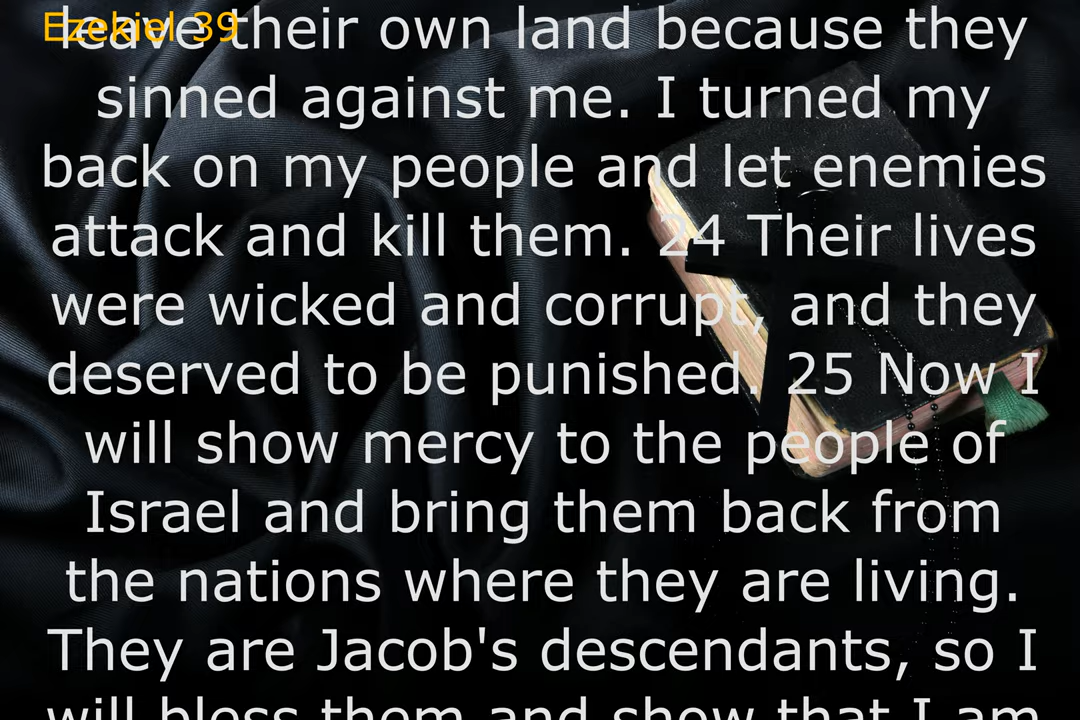 Ezekiel 39
leave their own land because they
sinned against me. I turned my
back on my people and let enemies
attack and kill them. 24 Their lives
were wicked and corrupt, and they
deserved to be punished. 25 Now I
will show mercy to the people of
Israel and bring them back from
the nations where they are living.
They are Jacob's descendants, so I
will bless them and show that I am